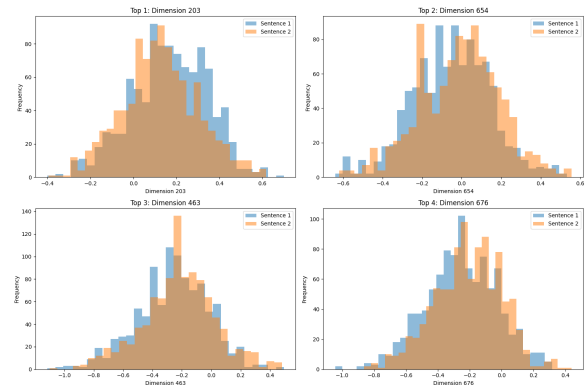 Top 1: Dimension 203
Sentence 1
Sentence 2
Frequency
80
60
40
20
0
−0.4
−0.2
0.0
0.2
0.4
0.6
Dimension 203
Top 2: Dimension 654
Sentence 1
Sentence 2
Frequency
80
60
40
20
0
−0.6
−0.4
−0.2
0.0
0.2
0.4
0.6
Dimension 654
Top 3: Dimension 463
Sentence 1
Sentence 2
Frequency
140
120
100
80
60
40
20
0
−1.0
−0.8
−0.6
−0.4
−0.2
0.0
0.2
0.4
Dimension 463
Top 4: Dimension 676
Sentence 1
Sentence 2
Frequency
100
80
60
40
20
0
−1.0
−0.8
−0.6
−0.4
−0.2
0.0
0.2
0.4
Dimension 676